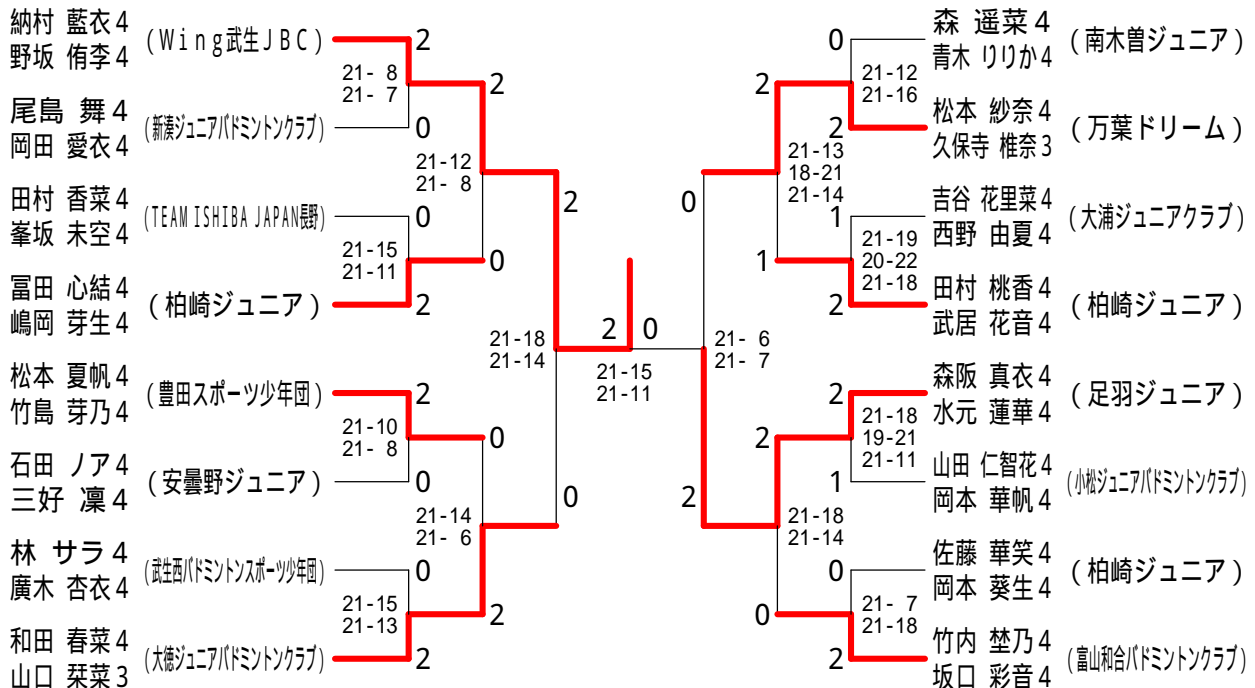 納村 藍衣4
野坂 侑李4
(Wing武生JBC)
2
21- 8
21- 7
尾島 舞4
岡田 愛衣4
(新湊ジュニアバドミントンクラブ)
0
2
21-12
21- 8
田村 香菜4
峯坂 未空4
(TEAM ISHIBA JAPAN長野)
0
21-15
21-11
冨田 心結4
嶋岡 芽生4
(柏崎ジュニア)
2
0
2
21-18
21-14
松本 夏帆4
竹島 芽乃4
(豊田スポーツ少年団)
2
21-10
21- 8
石田 ノア4
三好 凜4
(安曇野ジュニア)
0
0
21-14
21- 6
林 サラ4
廣木 杏衣4
(武生西バドミントンスポーツ少年団)
0
21-15
21-13
和田 春菜4
山口 栞菜3
(大徳ジュニアバドミントンクラブ)
2
2
0
2 0
21-15
21-11
森 遥菜4
青木 りりか4
(南木曽ジュニア)
0
21-12
21-16
松本 紗奈4
久保寺 椎奈3
(万葉ドリーム)
2
2
21-13
18-21
21-14
吉谷 花里菜4
西野 由夏4
(大浦ジュニアクラブ)
1
21-19
20-22
21-18
田村 桃香4
武居 花音4
(柏崎ジュニア)
2
1
0
21- 6
21- 7
森阪 真衣4
水元 蓮華4
(足羽ジュニア)
2
21-18
19-21
21-11
山田 仁智花4
岡本 華帆4
(小松ジュニアバドミントンクラブ)
1
2
21-18
21-14
佐藤 華笑4
岡本 葵生4
(柏崎ジュニア)
0
21- 7
21-18
竹内 埜乃4
坂口 彩音4
(富山和合バドミントンクラブ)
2
0
2